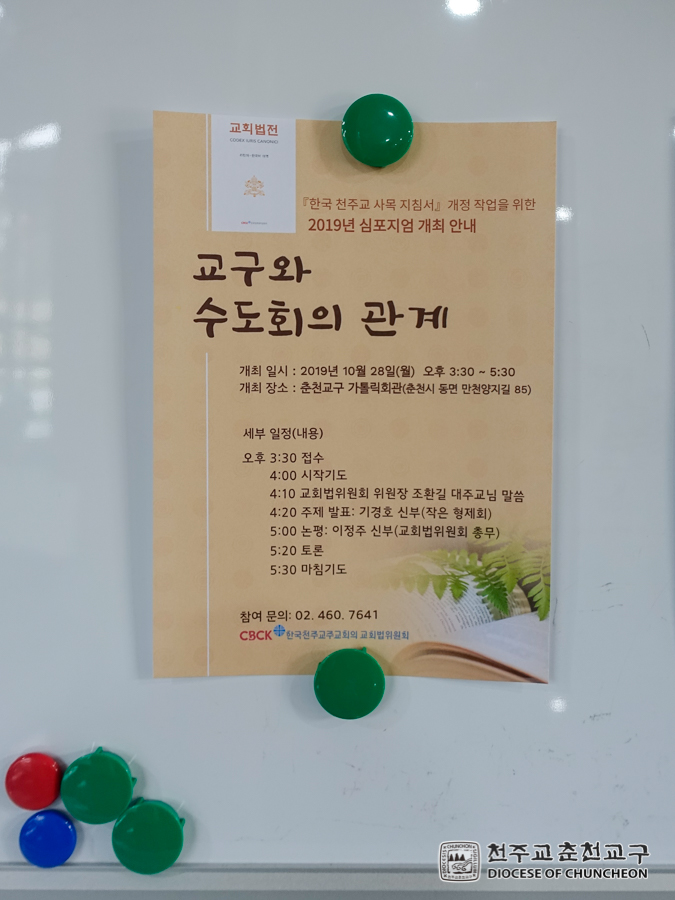 교회법전
CODEX IURIS CANONICI
『한국 천주교 사목 지침서』 개정 작업을 위한
2019년 심포지엄 개최 안내
교구와
수도회의 관계
개최 일시 : 2019년 10월 28일(월) 오후 3:30 ~ 5:30
개최 장소 : 춘천교구 가톨릭회관(춘천시 동면 만천양지길 85)
세부 일정(내용)
오후 3:30 접수
4:00 시작기도
4:10 교회법위원회 위원장 조환길 대주교님 말씀
4:20 주제 발표: 기경호 신부(작은 형제회)
5:00 논평: 이정주 신부(교회법위원회 총무)
5:20 토론
5:30 마침기도
참여 문의: 02. 460. 7641
CBCK 한국천주교주교회의 교회법위원회
천주교춘천교구
DIOCESE OF CHUNCHEON